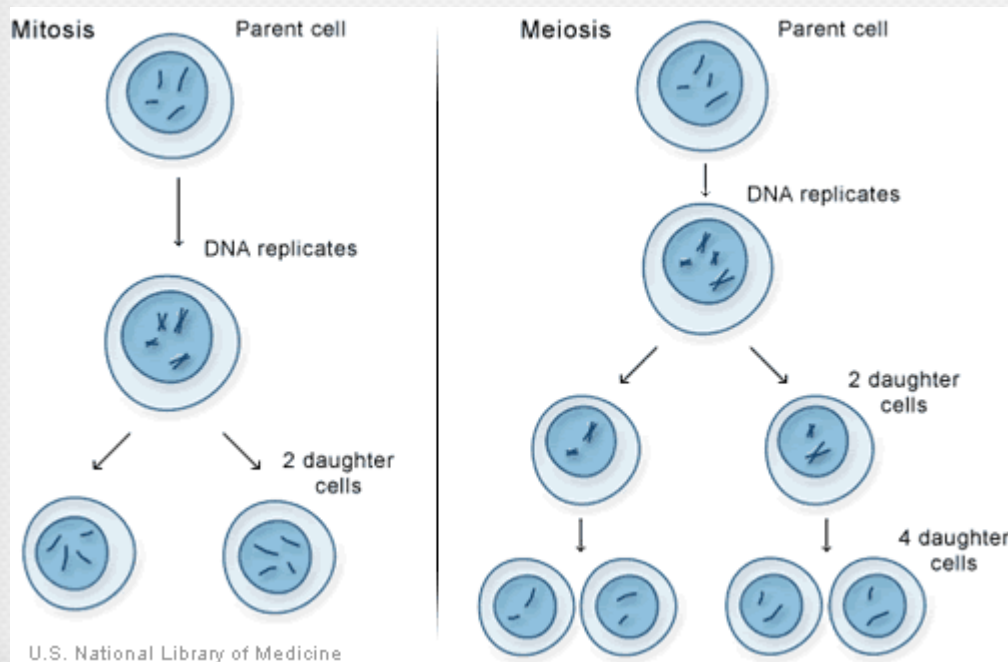 Mitosis
Parent cell
DNA replicates
2 daughter
cells
U.S. National Library of Medicine
Meiosis
Parent cell
DNA replicates
2 daughter
cells
4 daughter
cells